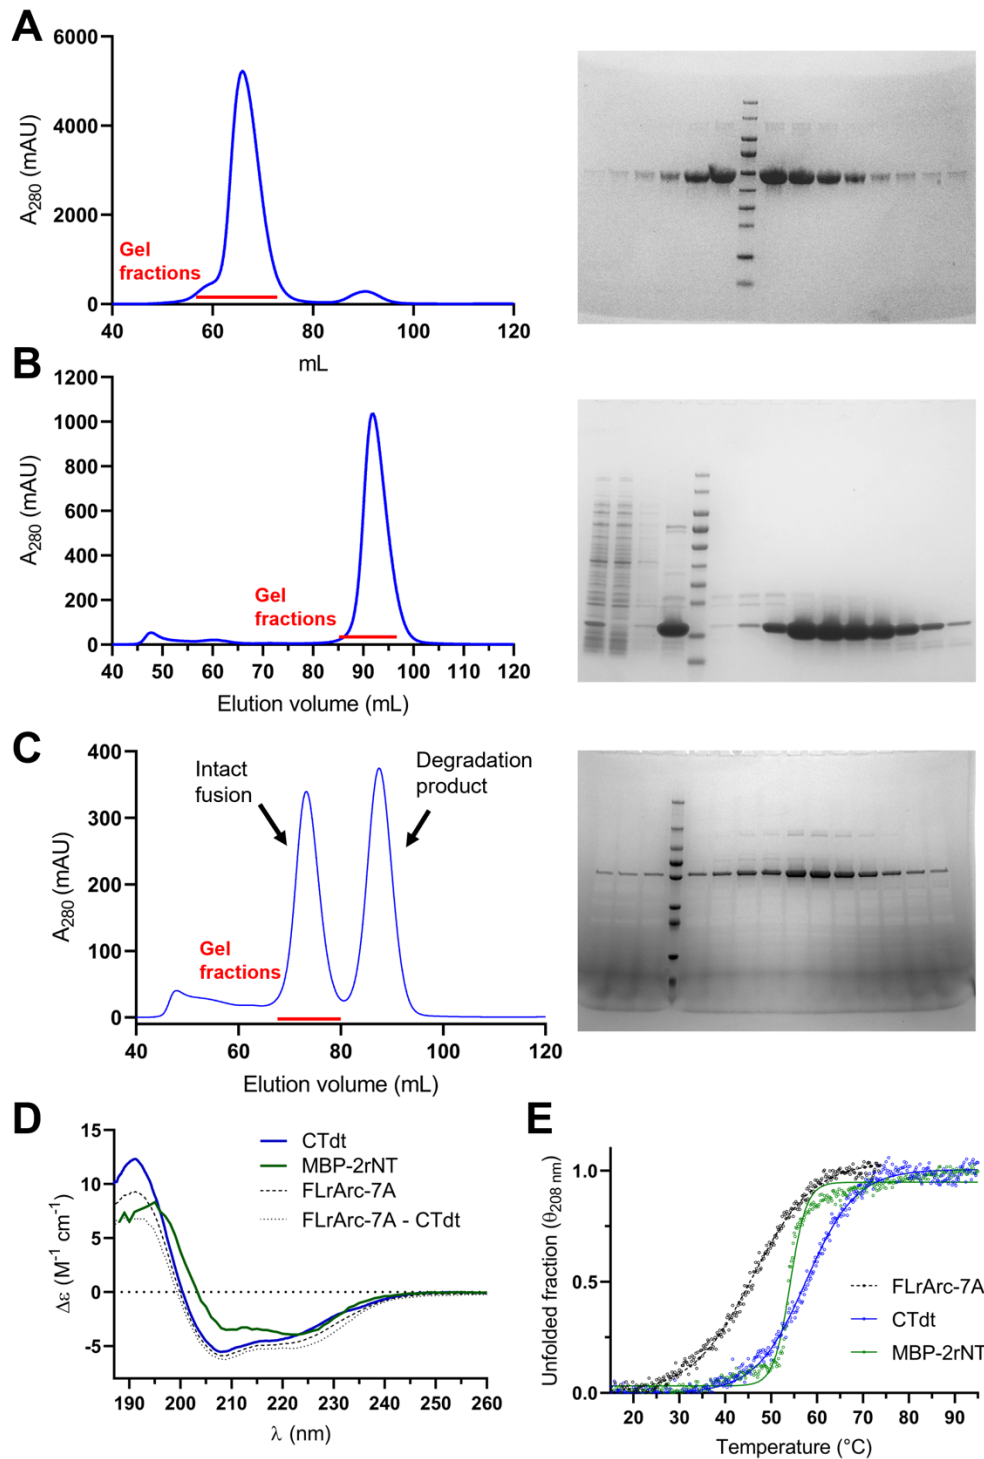 A
A280 (mAU)
6000
4000
2000
0
Gel
fractions
40 60 80 100 120
mL
B
A280 (mAU)
1200
1000
800
600
400
200
0
Gel
fractions
40 50 60 70 80 90 100 110 120
Elution volume (mL)
C
A280 (mAU)
400
300
200
100
0
Intact
fusion
Degradation
product
Gel
fractions
40 60 80 100 120
Elution volume (mL)
D
Δε (M-1 cm-1)
15
10
5
0
-5
CTdt
MBP-2rNT
FLrArc-7A
FLrArc-7A - CTdt
190 200 210 220 230 240 250 260
λ (nm)
E
Unfolded fraction (θ208 nm)
1.0
0.5
0.0
FLrArc-7A
CTdt
MBP-2rNT
20 30 40 50 60 70 80 90
Temperature (°C)